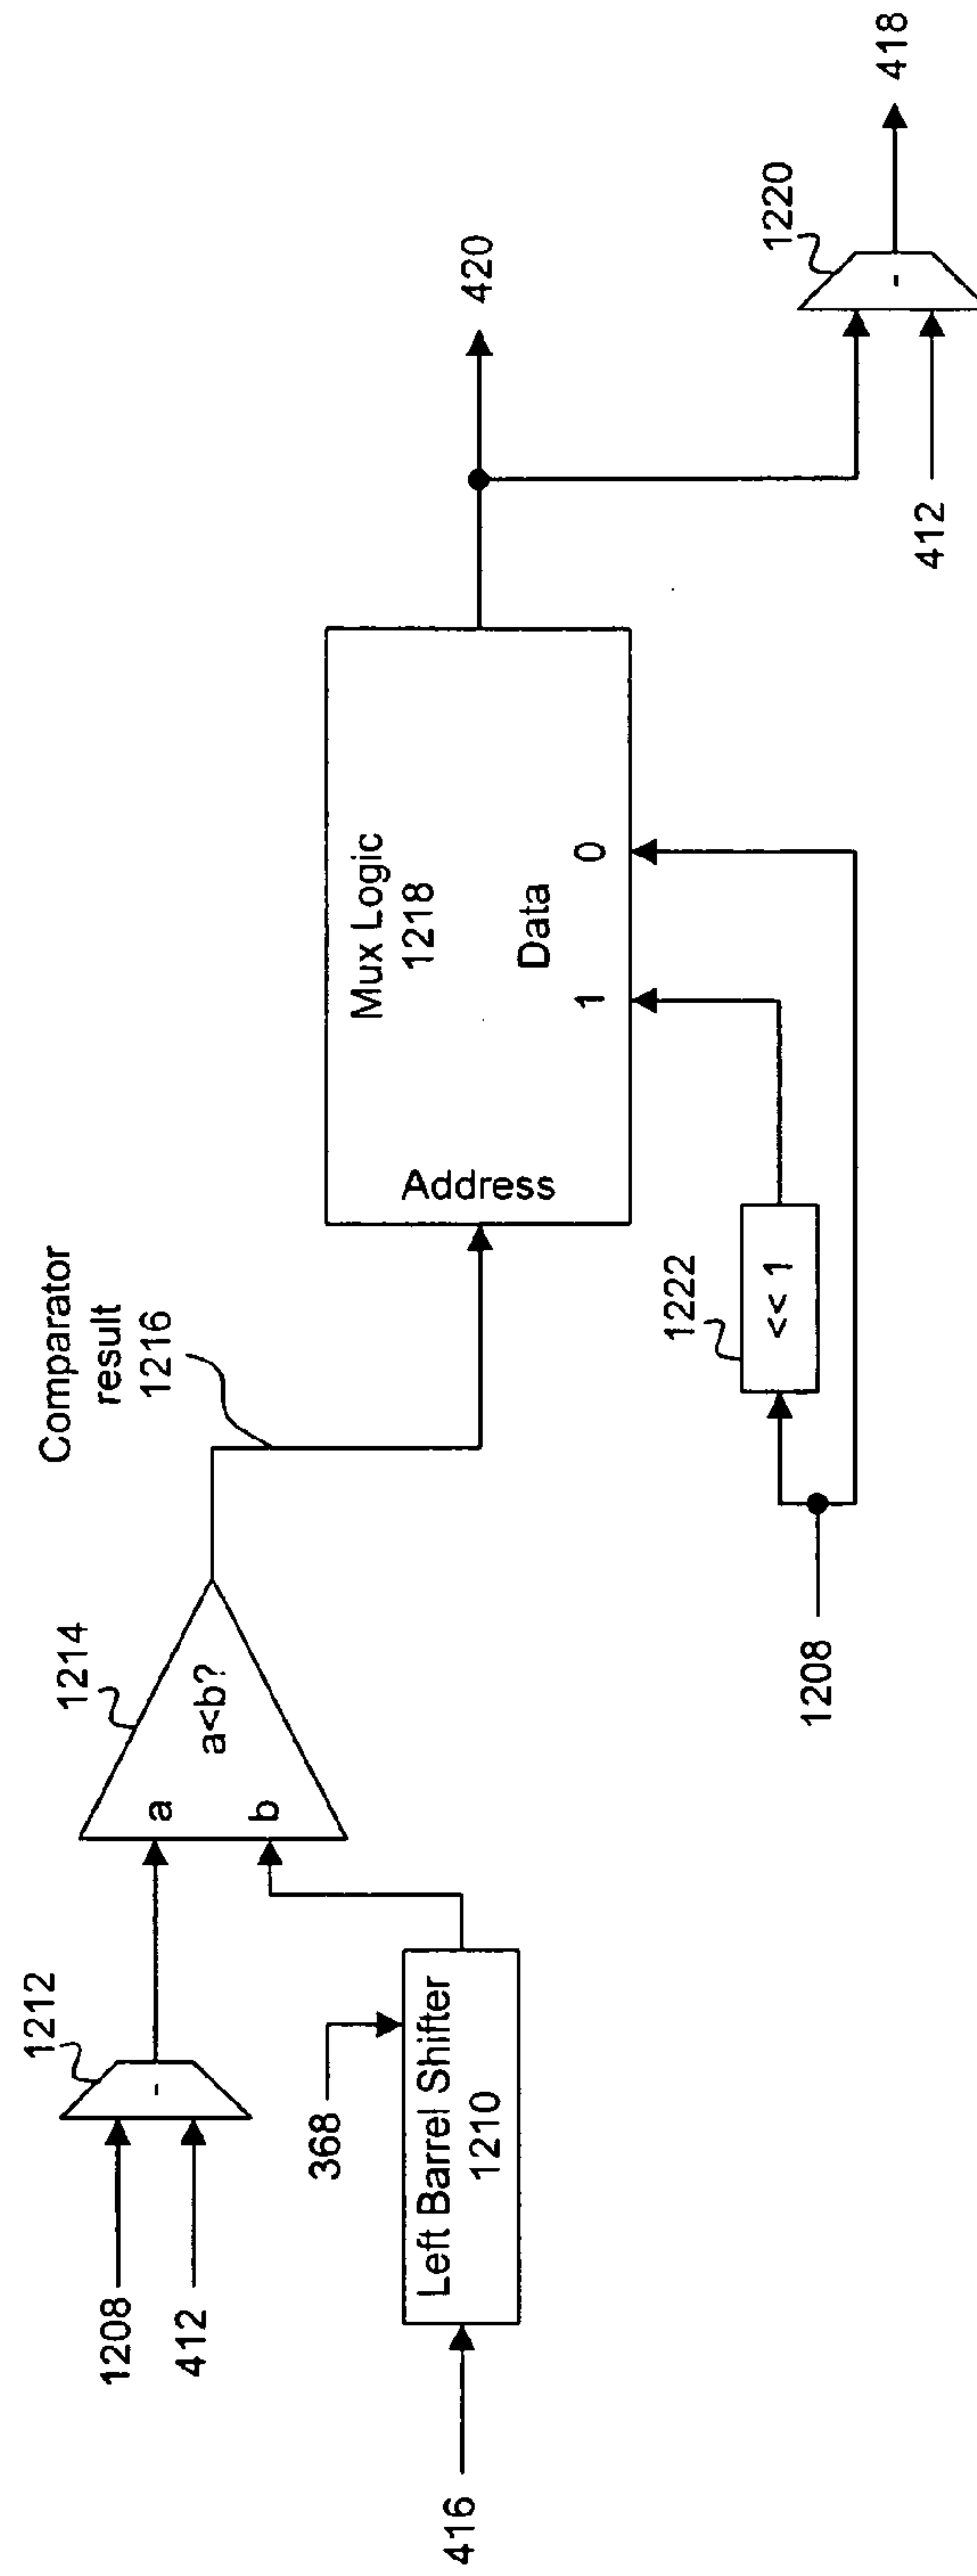 Comparator
result
1216
1214
a<b?
a
b
1212
-
1208
412
368
Left Barrel Shifter
1210
416
Mux Logic
1218
Address
Data
1
0
1222
<< 1
1208
420
1220
-
412
418